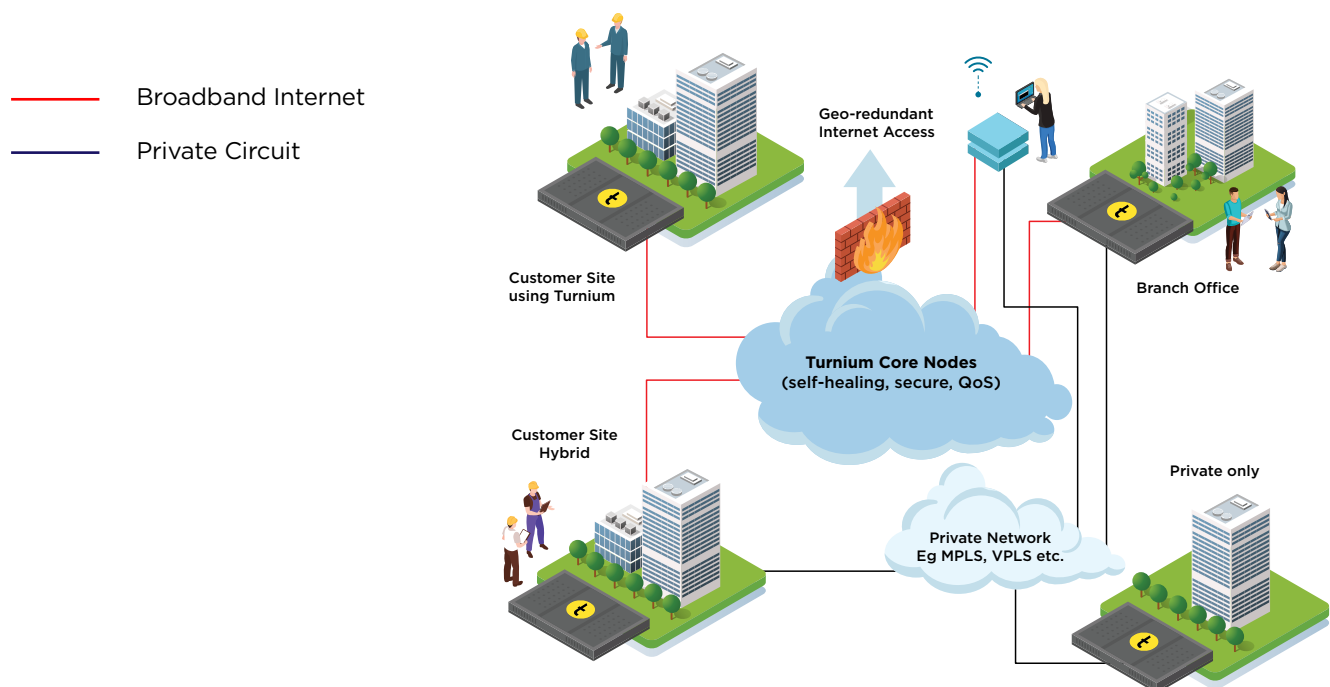 Broadband Internet
Private Circuit
Geo-redundant
Internet Access
Customer Site
using Turnium
Branch Office
Turnium Core Nodes
(self-healing, secure, QoS)
Customer Site
Hybrid
Private only
Private Network
Eg MPLS, VPLS etc.
t
t
t
t